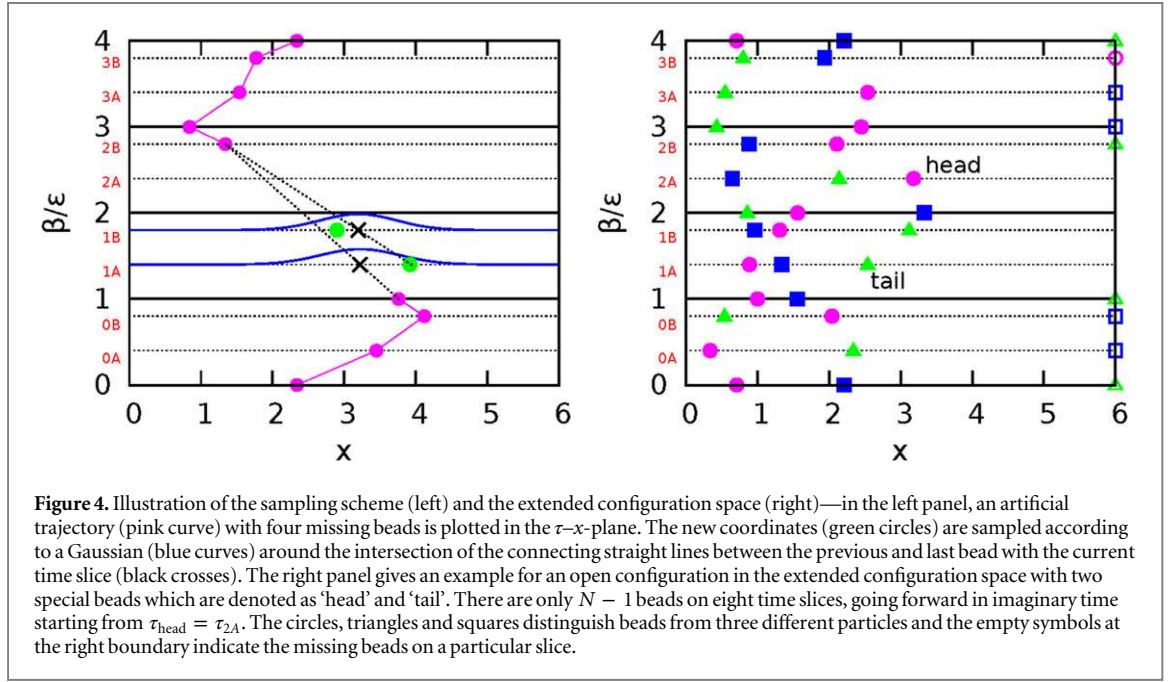 4
3B
3A
3
2B
2A
2
1B
1A
1
0B
0A
0
β/ε
0 1 2 3 4 5 6
x
4
3B
3A
3
2B
2A
2
1B
1A
1
0B
0A
0
β/ε
head
tail
0 1 2 3 4 5 6
x
Figure 4. Illustration of the sampling scheme (left) and the extended configuration space (right)—in the left panel, an artificial
trajectory (pink curve) with four missing beads is plotted in the τ–x-plane. The new coordinates (green circles) are sampled according
to a Gaussian (blue curves) around the intersection of the connecting straight lines between the previous and last bead with the current
time slice (black crosses). The right panel gives an example for an open configuration in the extended configuration space with two
special beads which are denoted as ‘head’ and ‘tail’. There are only N − 1 beads on eight time slices, going forward in imaginary time
starting from τhead = τ2A. The circles, triangles and squares distinguish beads from three different particles and the empty symbols at
the right boundary indicate the missing beads on a particular slice.